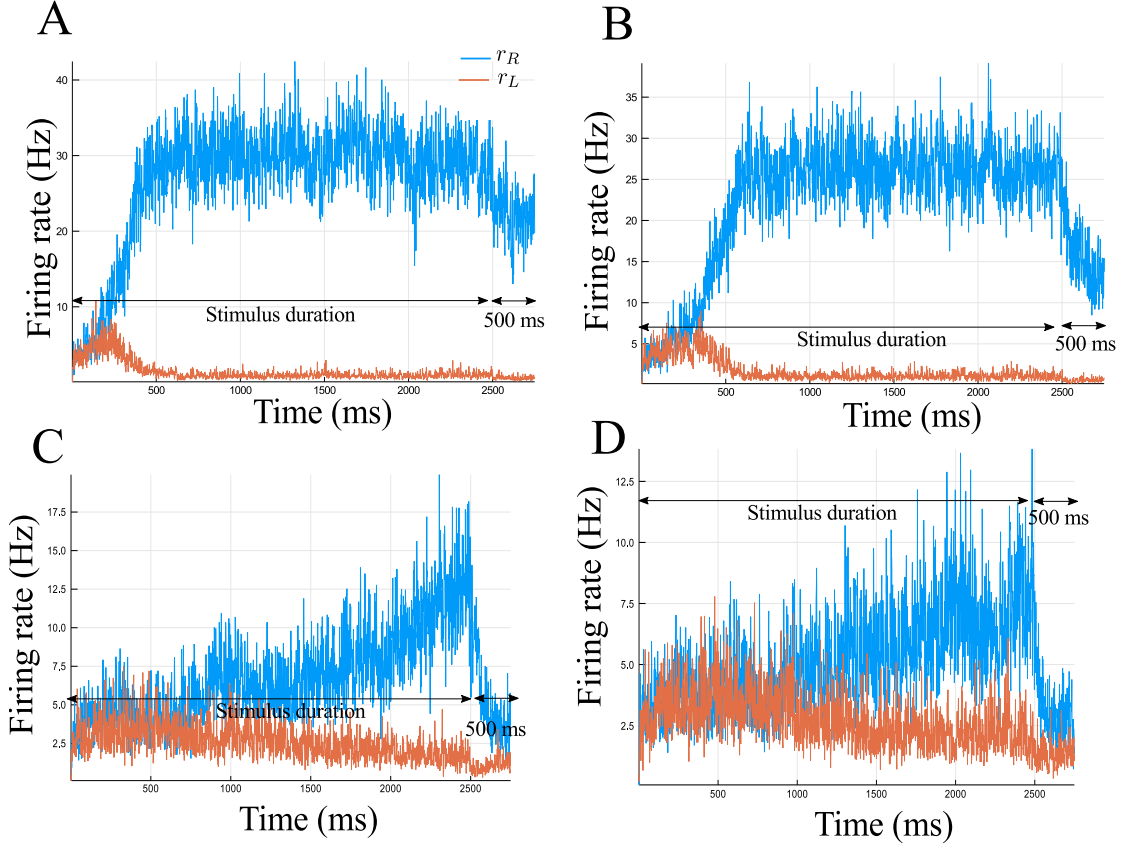 A
r_R
r_L
Firing rate (Hz)
40
30
20
10
Stimulus duration
500 ms
500
1000
1500
2000
2500
Time (ms)
B
Firing rate (Hz)
35
30
25
20
15
10
5
Stimulus duration
500 ms
500
1000
1500
2000
2500
Time (ms)
C
Firing rate (Hz)
17.5
15.0
12.5
10.0
7.5
5.0
2.5
Stimulus duration
500 ms
500
1000
1500
2000
2500
Time (ms)
D
Firing rate (Hz)
12.5
10.0
7.5
5.0
2.5
Stimulus duration
500 ms
500
1000
1500
2000
2500
Time (ms)